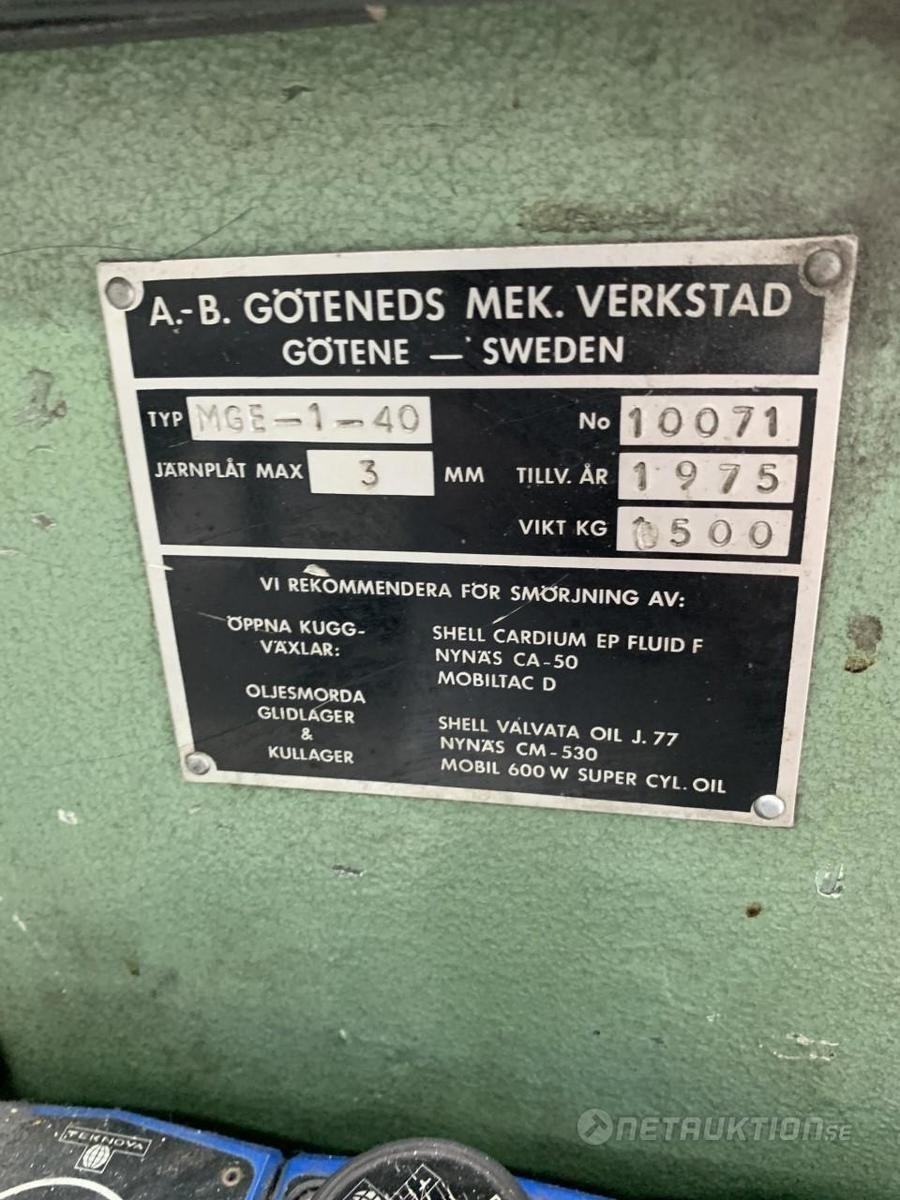 A.-B. GÖTENEDS MEK. VERKSTAD
GÖTENE — SWEDEN
TYP MGE-1-40 No 10071
JÄRNPLÅT MAX 3 MM TILLV. ÅR 1975
VIKT KG 1500
VI REKOMMENDERA FÖR SMÖRJNING AV:
ÖPPNA KUGG-
VÄXLAR:
SHELL CARDIUM EP FLUID F
NYNÄS CA-50
MOBILTAC D
OLJESMORDA
GLIDLAGER
&
KULLAGER
SHELL VALVATA OIL J. 77
NYNÄS CM-530
MOBIL 600 W SUPER CYL. OIL
TEKNOVA
NETAUKTION.SE